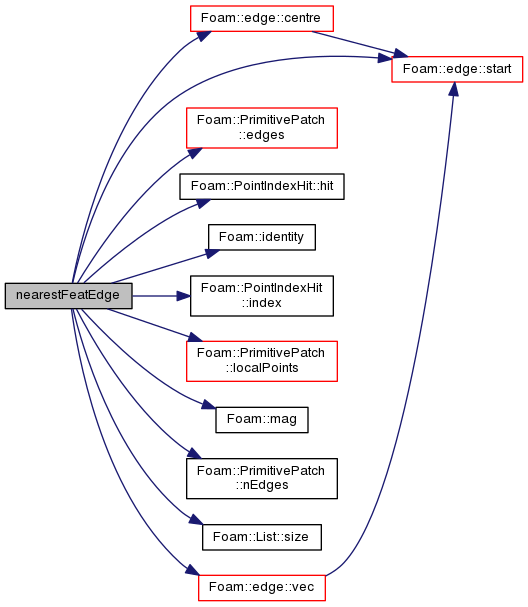 Foam::edge::centre
Foam::edge::start
Foam::PrimitivePatch
::edges
Foam::PointIndexHit::hit
Foam::identity
nearestFeatEdge
Foam::PointIndexHit
::index
Foam::PrimitivePatch
::localPoints
Foam::mag
Foam::PrimitivePatch
::nEdges
Foam::List::size
Foam::edge::vec